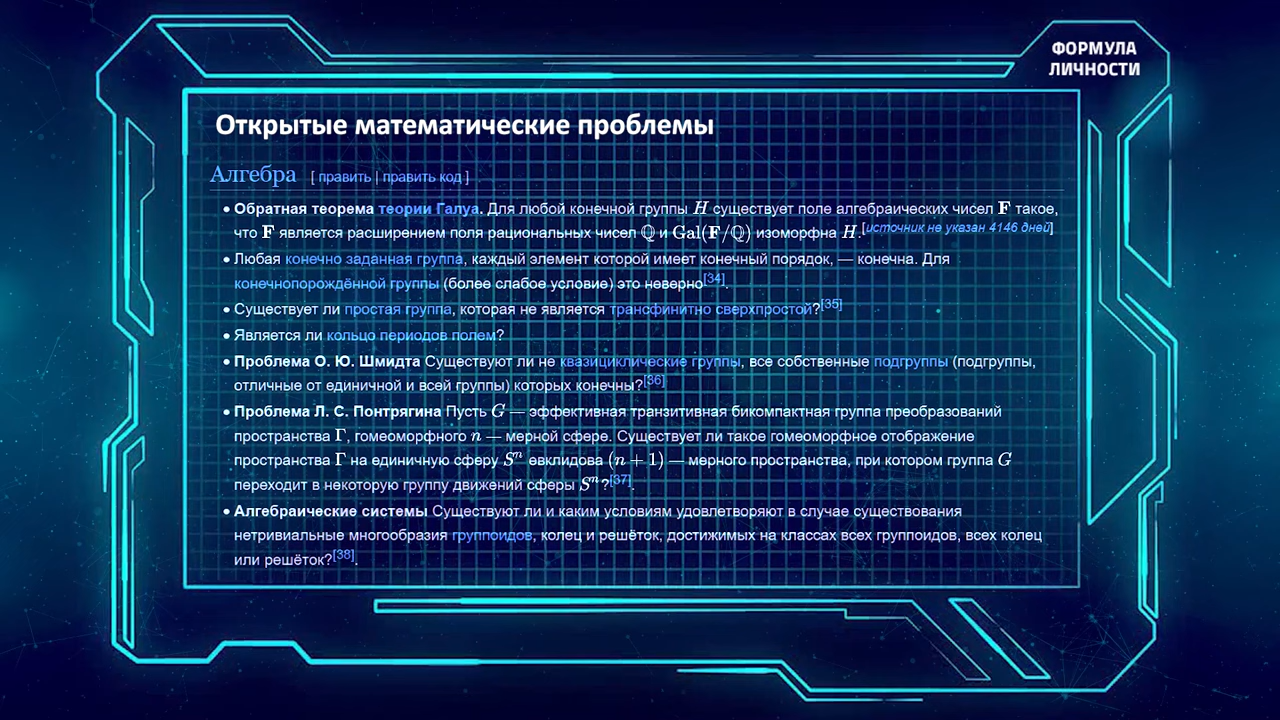 ФОРМУЛА
ЛИЧНОСТИ
Открытые математические проблемы
Алгебра [ править | править код ]
• Обратная теорема теории Галуа. Для любой конечной группы H существует поле алгебраических чисел F такое,
что F является расширением поля рациональных чисел ℚ и Gal(F/ℚ) изоморфна H.[источник не указан 4146 дней]
• Любая конечно заданная группа, каждый элемент которой имеет конечный порядок, — конечна. Для
конечнопорождённой группы (более слабое условие) это неверно[34].
• Существует ли простая группа, которая не является трансфинитно сверхпростой?[35]
• Является ли кольцо периодов полем?
• Проблема О. Ю. Шмидта Существуют ли не квазициклические группы, все собственные подгруппы (подгруппы,
отличные от единичной и всей группы) которых конечны?[36]
• Проблема Л. С. Понтрягина Пусть G — эффективная транзитивная бикомпактная группа преобразований
пространства Γ, гомеоморфного n — мерной сфере. Существует ли такое гомеоморфное отображение
пространства Γ на единичную сферу Sⁿ евклидова (n + 1) — мерного пространства, при котором группа G
переходит в некоторую группу движений сферы Sⁿ?[37].
• Алгебраические системы Существуют ли и каким условиям удовлетворяют в случае существования
нетривиальные многообразия группоидов, колец и решёток, достижимых на классах всех группоидов, всех колец
или решёток?[38].